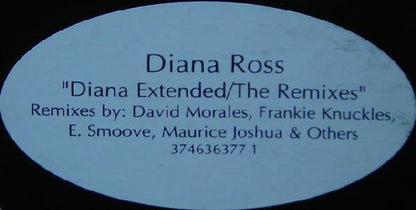 Diana Ross
"Diana Extended/The Remixes"
Remixes by: David Morales, Frankie Knuckles,
E. Smoove, Maurice Joshua & Others
374636377 1